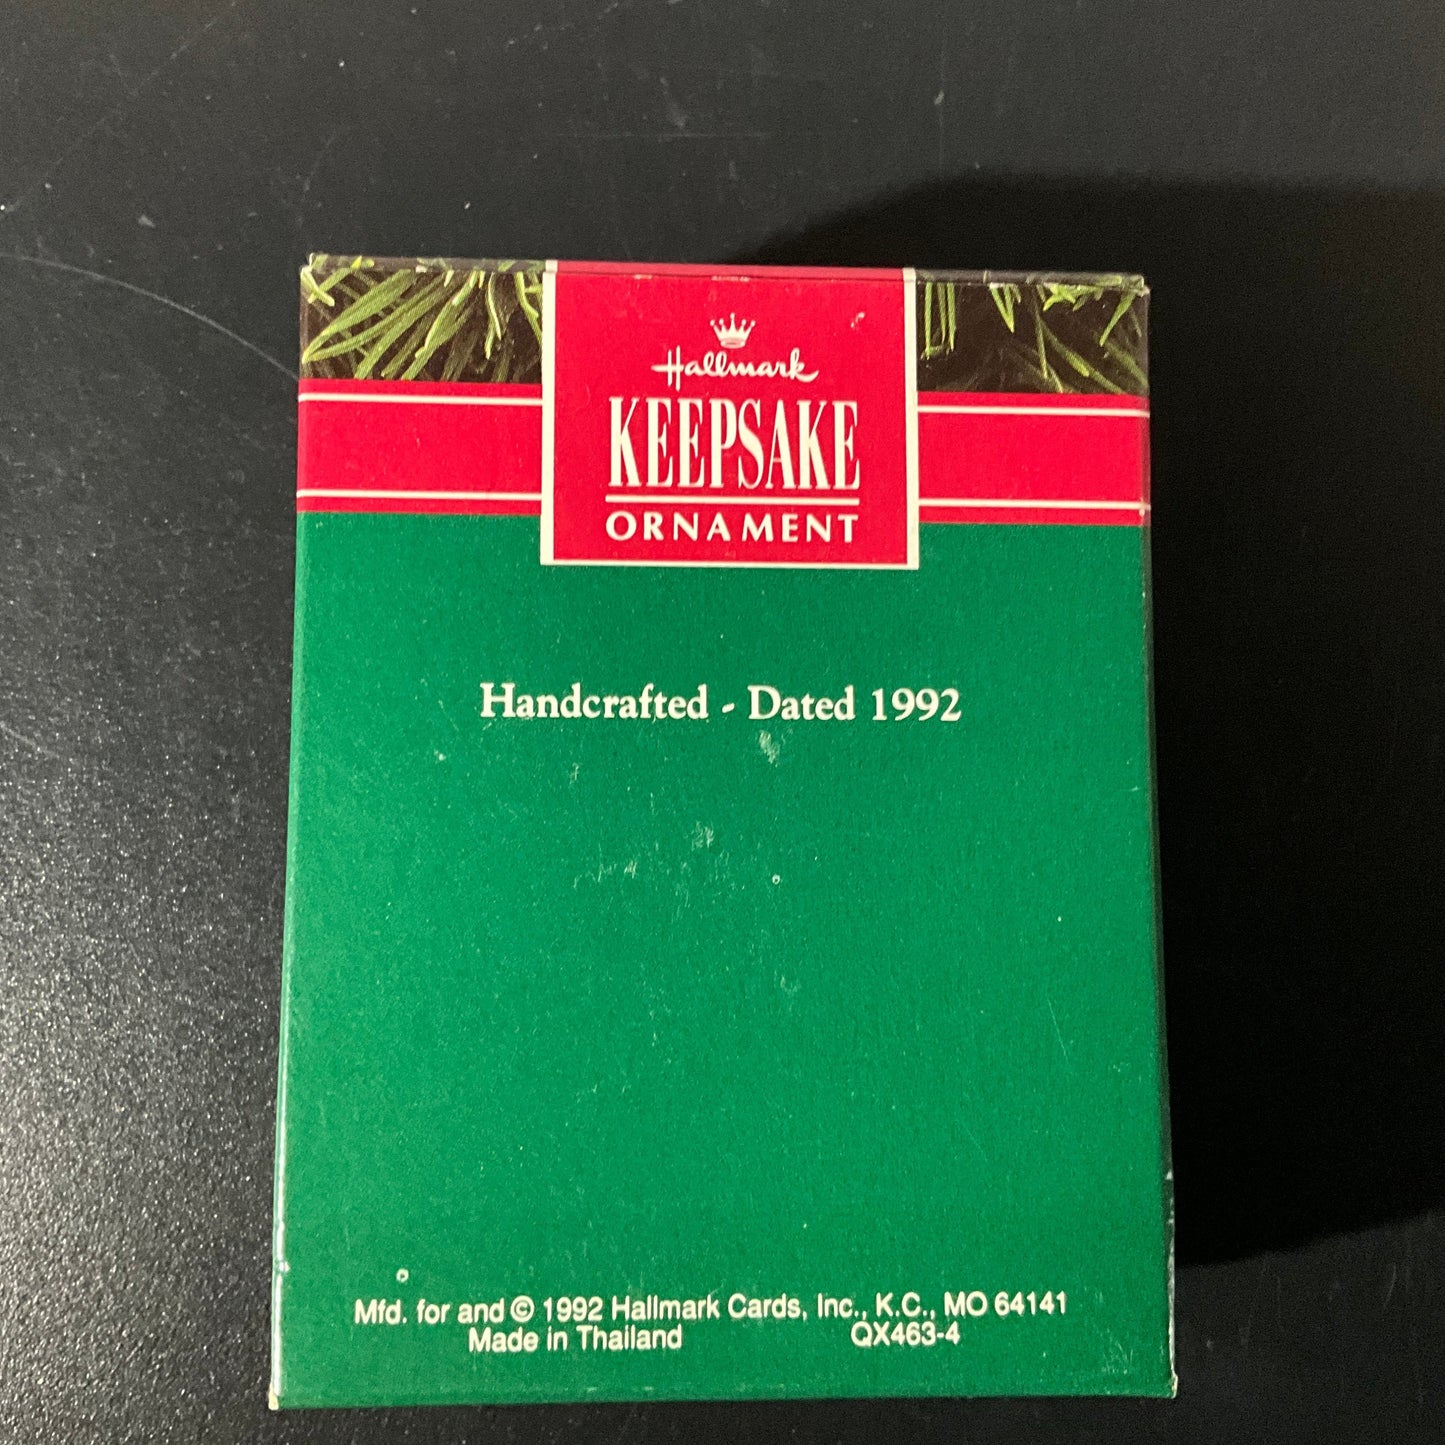 Hallmark
KEEPSAKE
ORNAMENT
Handcrafted - Dated 1992
Mfd. for and © 1992 Hallmark Cards, Inc., K.C., MO 64141
Made in Thailand QX463-4